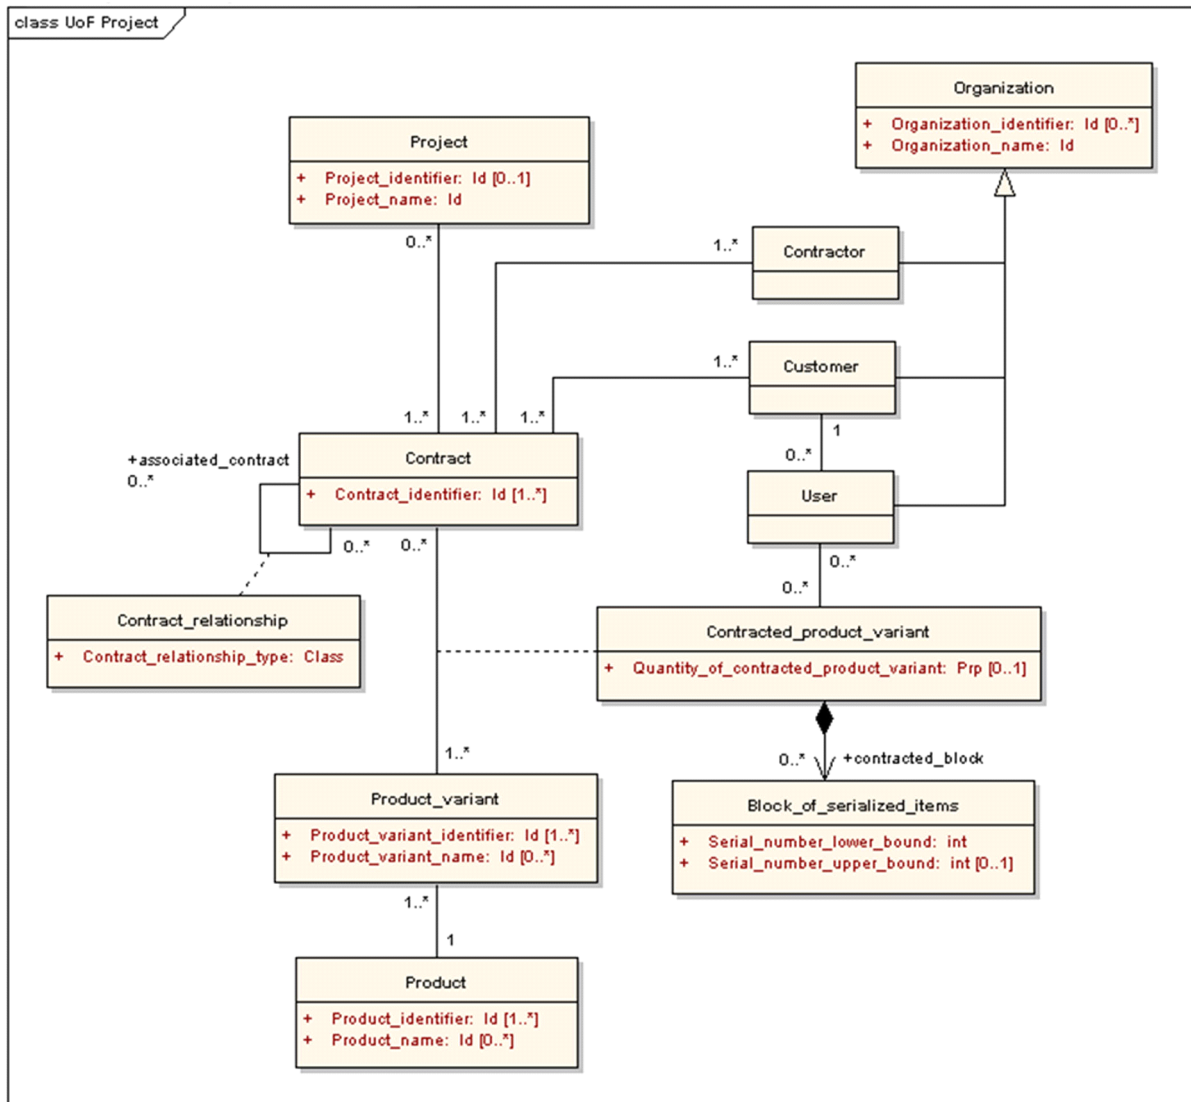 class UoF Project
Organization
+ Organization_identifier: Id [0..*]
+ Organization_name: Id
Project
+ Project_identifier: Id [0..1]
+ Project_name: Id
0..*
1..*
Contractor
1..*
Customer
1
0..*
User
1..*
1..*
1..*
+associated_contract
0..*
Contract
+ Contract_identifier: Id [1..*]
0..*
0..*
0..*
0..*
Contract_relationship
+ Contract_relationship_type: Class
Contracted_product_variant
+ Quantity_of_contracted_product_variant: Prp [0..1]
1..*
0..*
+contracted_block
Product_variant
+ Product_variant_identifier: Id [1..*]
+ Product_variant_name: Id [0..*]
Block_of_serialized_items
+ Serial_number_lower_bound: int
+ Serial_number_upper_bound: int [0..1]
1..*
1
Product
+ Product_identifier: Id [1..*]
+ Product_name: Id [0..*]